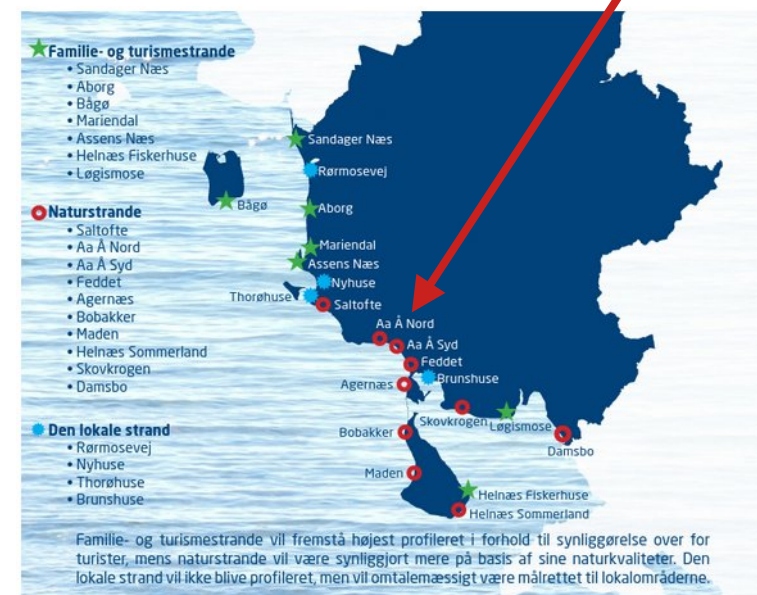 Familie- og turismestrande
• Sandager Næs
• Aborg
• Bågø
• Mariendal
• Assens Næs
• Helnæs Fiskerhuse
• Løgismose
Naturstrande
• Saltofte
• Aa Å Nord
• Aa Å Syd
• Feddet
• Agernæs
• Bobakker
• Maden
• Helnæs Sommerland
• Skovkrogen
• Damsbo
Den lokale strand
• Rørmosevej
• Nyhuse
• Thorøhuse
• Brunshuse
Sandager Næs
Rørmosevej
Bågø
Aborg
Mariendal
Assens Næs
Nyhuse
Thorøhuse
Saltofte
Aa Å Nord
Aa Å Syd
Feddet
Brunshuse
Agernæs
Skovkrogen
Løgismose
Bobakker
Damsbo
Maden
Helnæs Fiskerhuse
Helnæs Sommerland
Familie- og turismestrande vil fremstå højest profileret i forhold til synliggørelse over for
turister, mens naturstrande vil være synliggjort mere på basis af sine naturkvaliteter. Den
lokale strand vil ikke blive profileret, men vil omtalemæssigt være målrettet til lokalområderne.